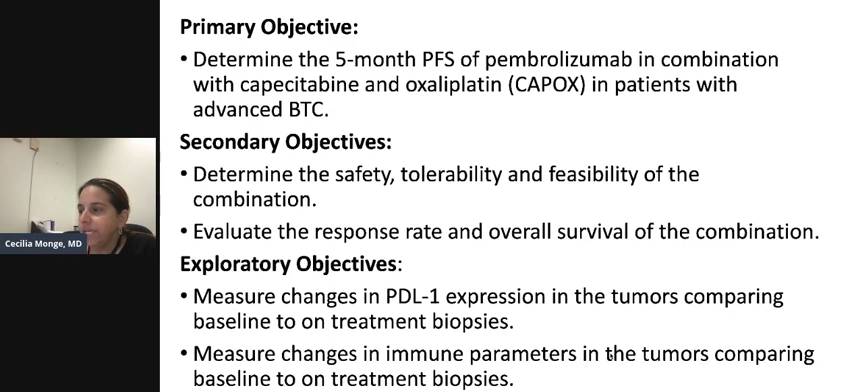 Primary Objective:
• Determine the 5-month PFS of pembrolizumab in combination
with capecitabine and oxaliplatin (CAPOX) in patients with
advanced BTC.
Secondary Objectives:
• Determine the safety, tolerability and feasibility of the
combination.
• Evaluate the response rate and overall survival of the combination.
Exploratory Objectives:
• Measure changes in PDL-1 expression in the tumors comparing
baseline to on treatment biopsies.
• Measure changes in immune parameters in the tumors comparing
baseline to on treatment biopsies.
Cecilia Monge, MD